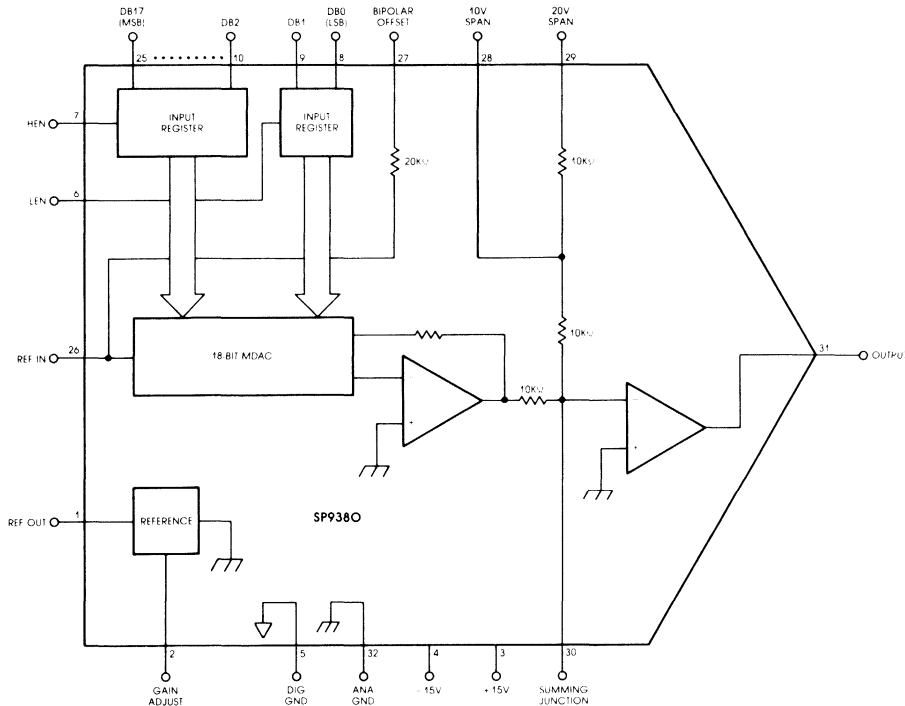 DB17
(MSB)
DB2
DB1
DB0
(LSB)
BIPOLAR
OFFSET
10V
SPAN
20V
SPAN
25 ......... 10
9
8
27
28
29
HEN
7
INPUT
REGISTER
INPUT
REGISTER
20KΩ
10KΩ
LEN
6
10KΩ
REF IN
26
18-BIT MDAC
-
+
10KΩ
-
+
31
OUTPU
REF OUT
1
REFERENCE
SP9380
2
5
32
4
3
30
GAIN
ADJUST
DIG
GND
ANA
GND
-15V
+15V
SUMMING
JUNCTION